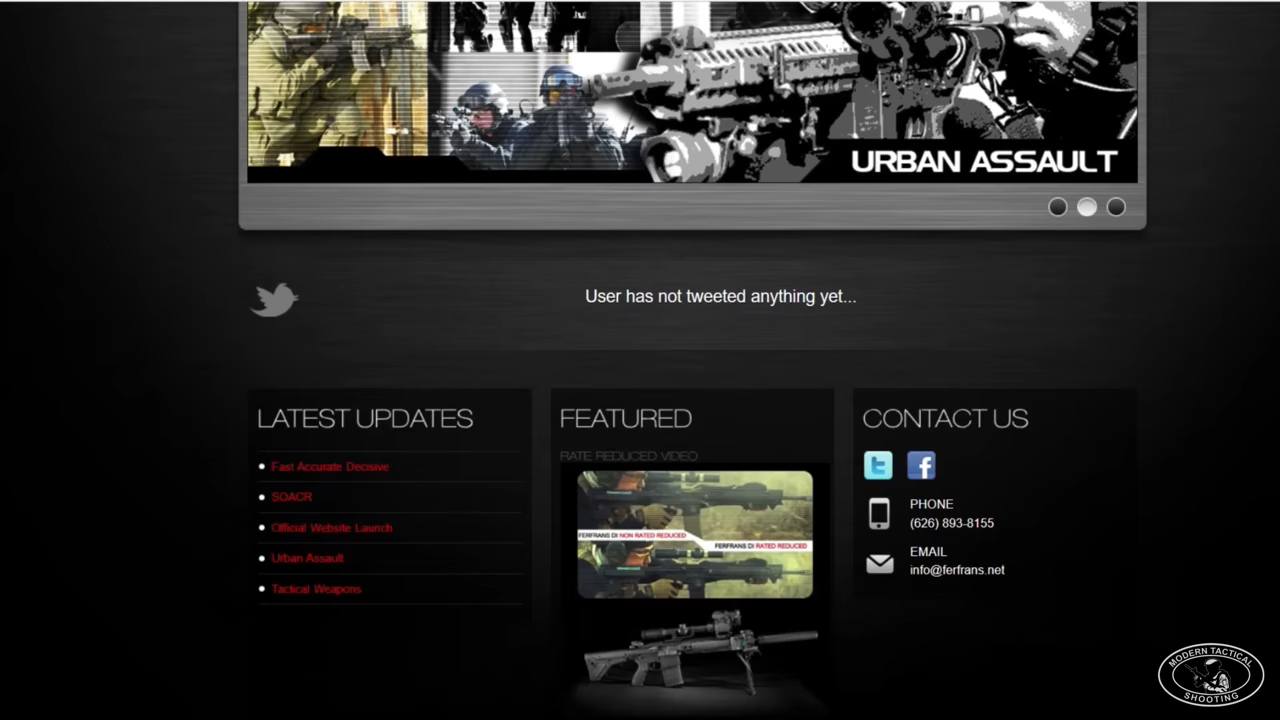 URBAN ASSAULT
User has not tweeted anything yet...
LATEST UPDATES
Fast Accurate Decisive
SOACR
Official Website Launch
Urban Assault
Tactical Weapons
FEATURED
RATE REDUCED VIDEO
FERFRANS DI NON RATED REDUCED
FERFRANS DI RATED REDUCED
CONTACT US
PHONE
(626) 893-8155
EMAIL
info@ferfrans.net
MODERN TACTICAL
SHOOTING